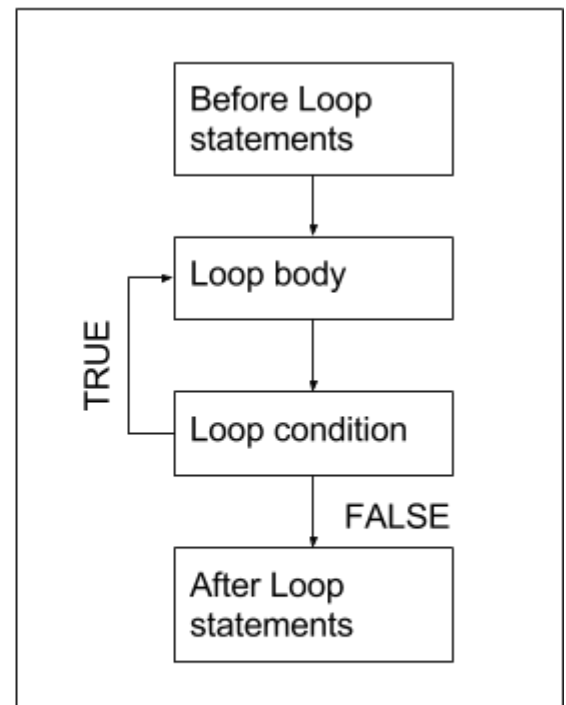 Before Loop
statements
Loop body
TRUE
Loop condition
FALSE
After Loop
statements